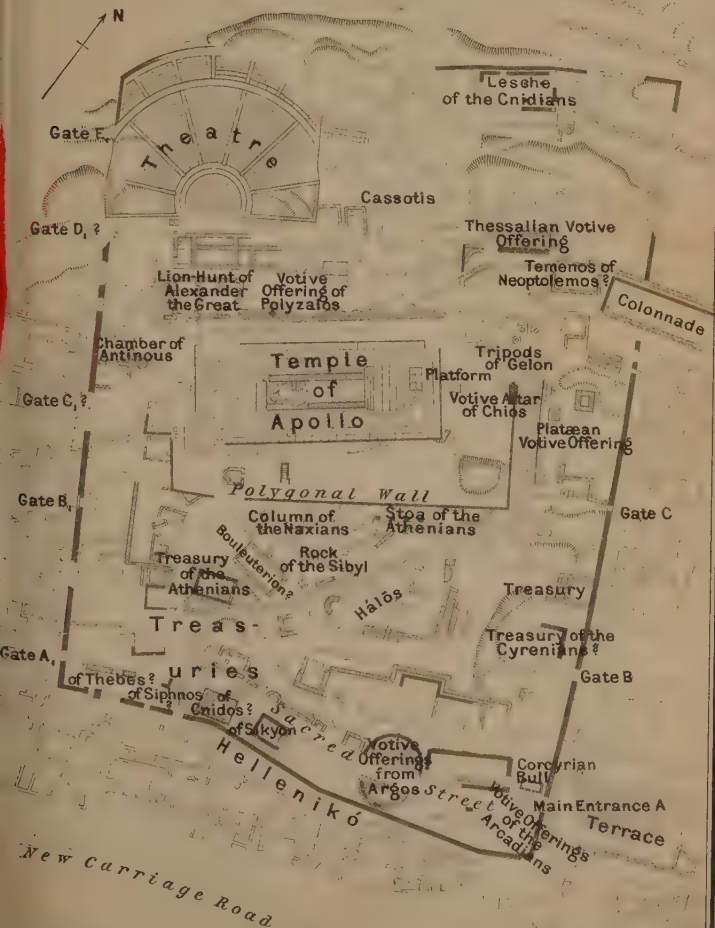 N
Lesche
of the Cnidians
Gate E,
Theatre
Cassotis
Gate D, ?
Thessalian Votive
Offering
Temenos of
Neoptolemos?
Lion-Hunt of
Alexander
the Great
Votive
Offering of
Polyzalos
Colonnade
Chamber of
Antinous
Temple
of
Apollo
Platform
Tripods
of Gelon
Votive Altar
of Chios
Gate C, ?
Platæan
Votive Offering
Gate B,
Polygonal Wall
Column of
the Naxians
Stoa of the
Athenians
Gate C
Bouleuterion?
Rock
of the Sibyl
Treasury
of the
Athenians
Hálós
Treasury
Treas-
uries
Treasury of the
Cyrenians?
Gate A,
Gate B
of Thebes?
of Siphnos
?
of
Cnidos?
of Sikyon
Sacred
Street
Votive
Offerings
from
Argos
Corcyrian
Bull
Hellenikó
Main Entrance A
Votive Offerings
of the
Arcadians
Terrace
New Carriage Road